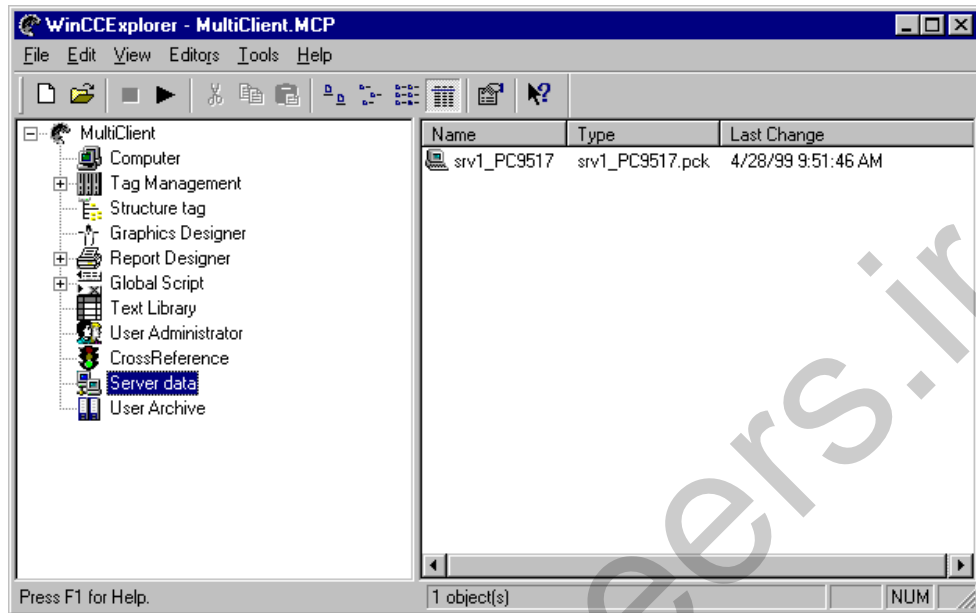 WinCCExplorer - MultiClient.MCP
File Edit View Editors Tools Help
MultiClient
Computer
Tag Management
Structure tag
Graphics Designer
Report Designer
Global Script
Text Library
User Administrator
CrossReference
Server data
User Archive
Name Type Last Change
srv1_PC9517 srv1_PC9517.pck 4/28/99 9:51:46 AM
Press F1 for Help. 1 object(s) NUM
eers.ir